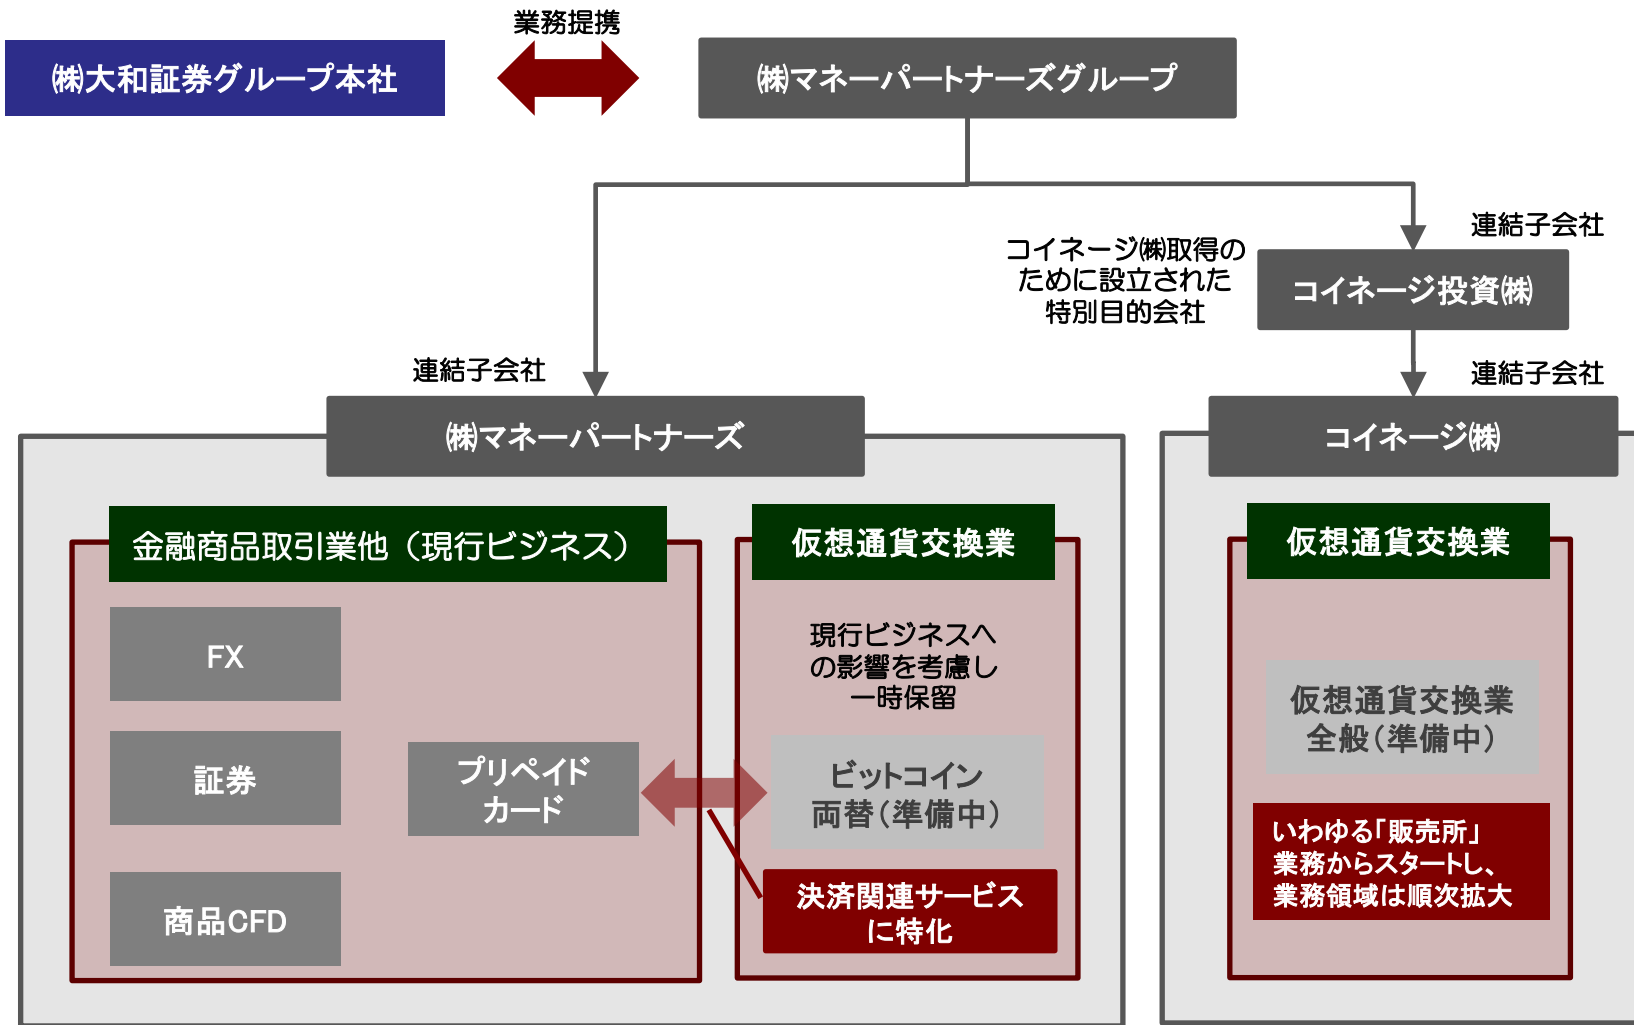 業務提携
㈱大和証券グループ本社
㈱マネーパートナーズグループ
連結子会社
コイネージ㈱取得の
ために設立された
特別目的会社
コイネージ投資㈱
連結子会社
連結子会社
㈱マネーパートナーズ
コイネージ㈱
金融商品取引業他（現行ビジネス）
FX
証券
商品CFD
プリペイド
カード
仮想通貨交換業
現行ビジネスへ
の影響を考慮し
一時保留
ビットコイン
両替（準備中）
決済関連サービス
に特化
仮想通貨交換業
仮想通貨交換業
全般（準備中）
いわゆる「販売所」
業務からスタートし、
業務領域は順次拡大